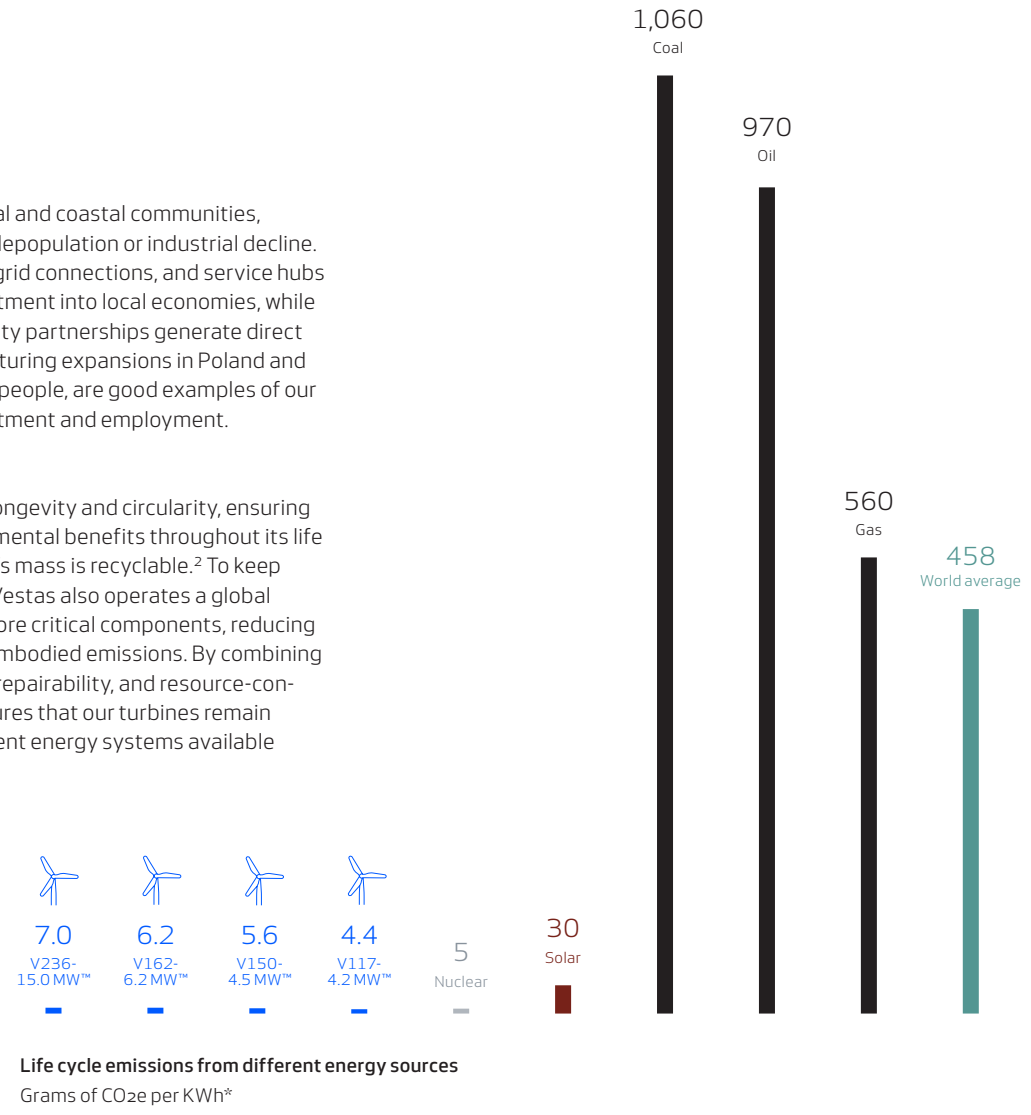 al and coastal communities,
depopulation or industrial decline.
grid connections, and service hubs
tment into local economies, while
ty partnerships generate direct
turing expansions in Poland and
people, are good examples of our
tment and employment.
ongevity and circularity, ensuring
mental benefits throughout its life
s mass is recyclable.² To keep
Vestas also operates a global
ore critical components, reducing
mbodied emissions. By combining
repairability, and resource-con-
ures that our turbines remain
ent energy systems available
7.0
V236-
15.0 MW™
6.2
V162-
6.2 MW™
5.6
V150-
4.5 MW™
4.4
V117-
4.2 MW™
5
Nuclear
30
Solar
1,060
Coal
970
Oil
560
Gas
458
World average
Life cycle emissions from different energy sources
Grams of CO2e per KWh*